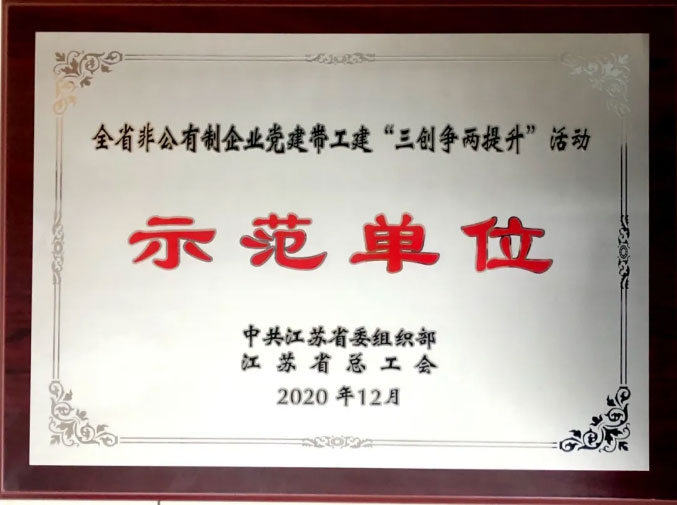 全省非公有制企业党建带工建“三创争两提升”活动
示范单位
中共江苏省委组织部
江苏省总工会
2020年12月